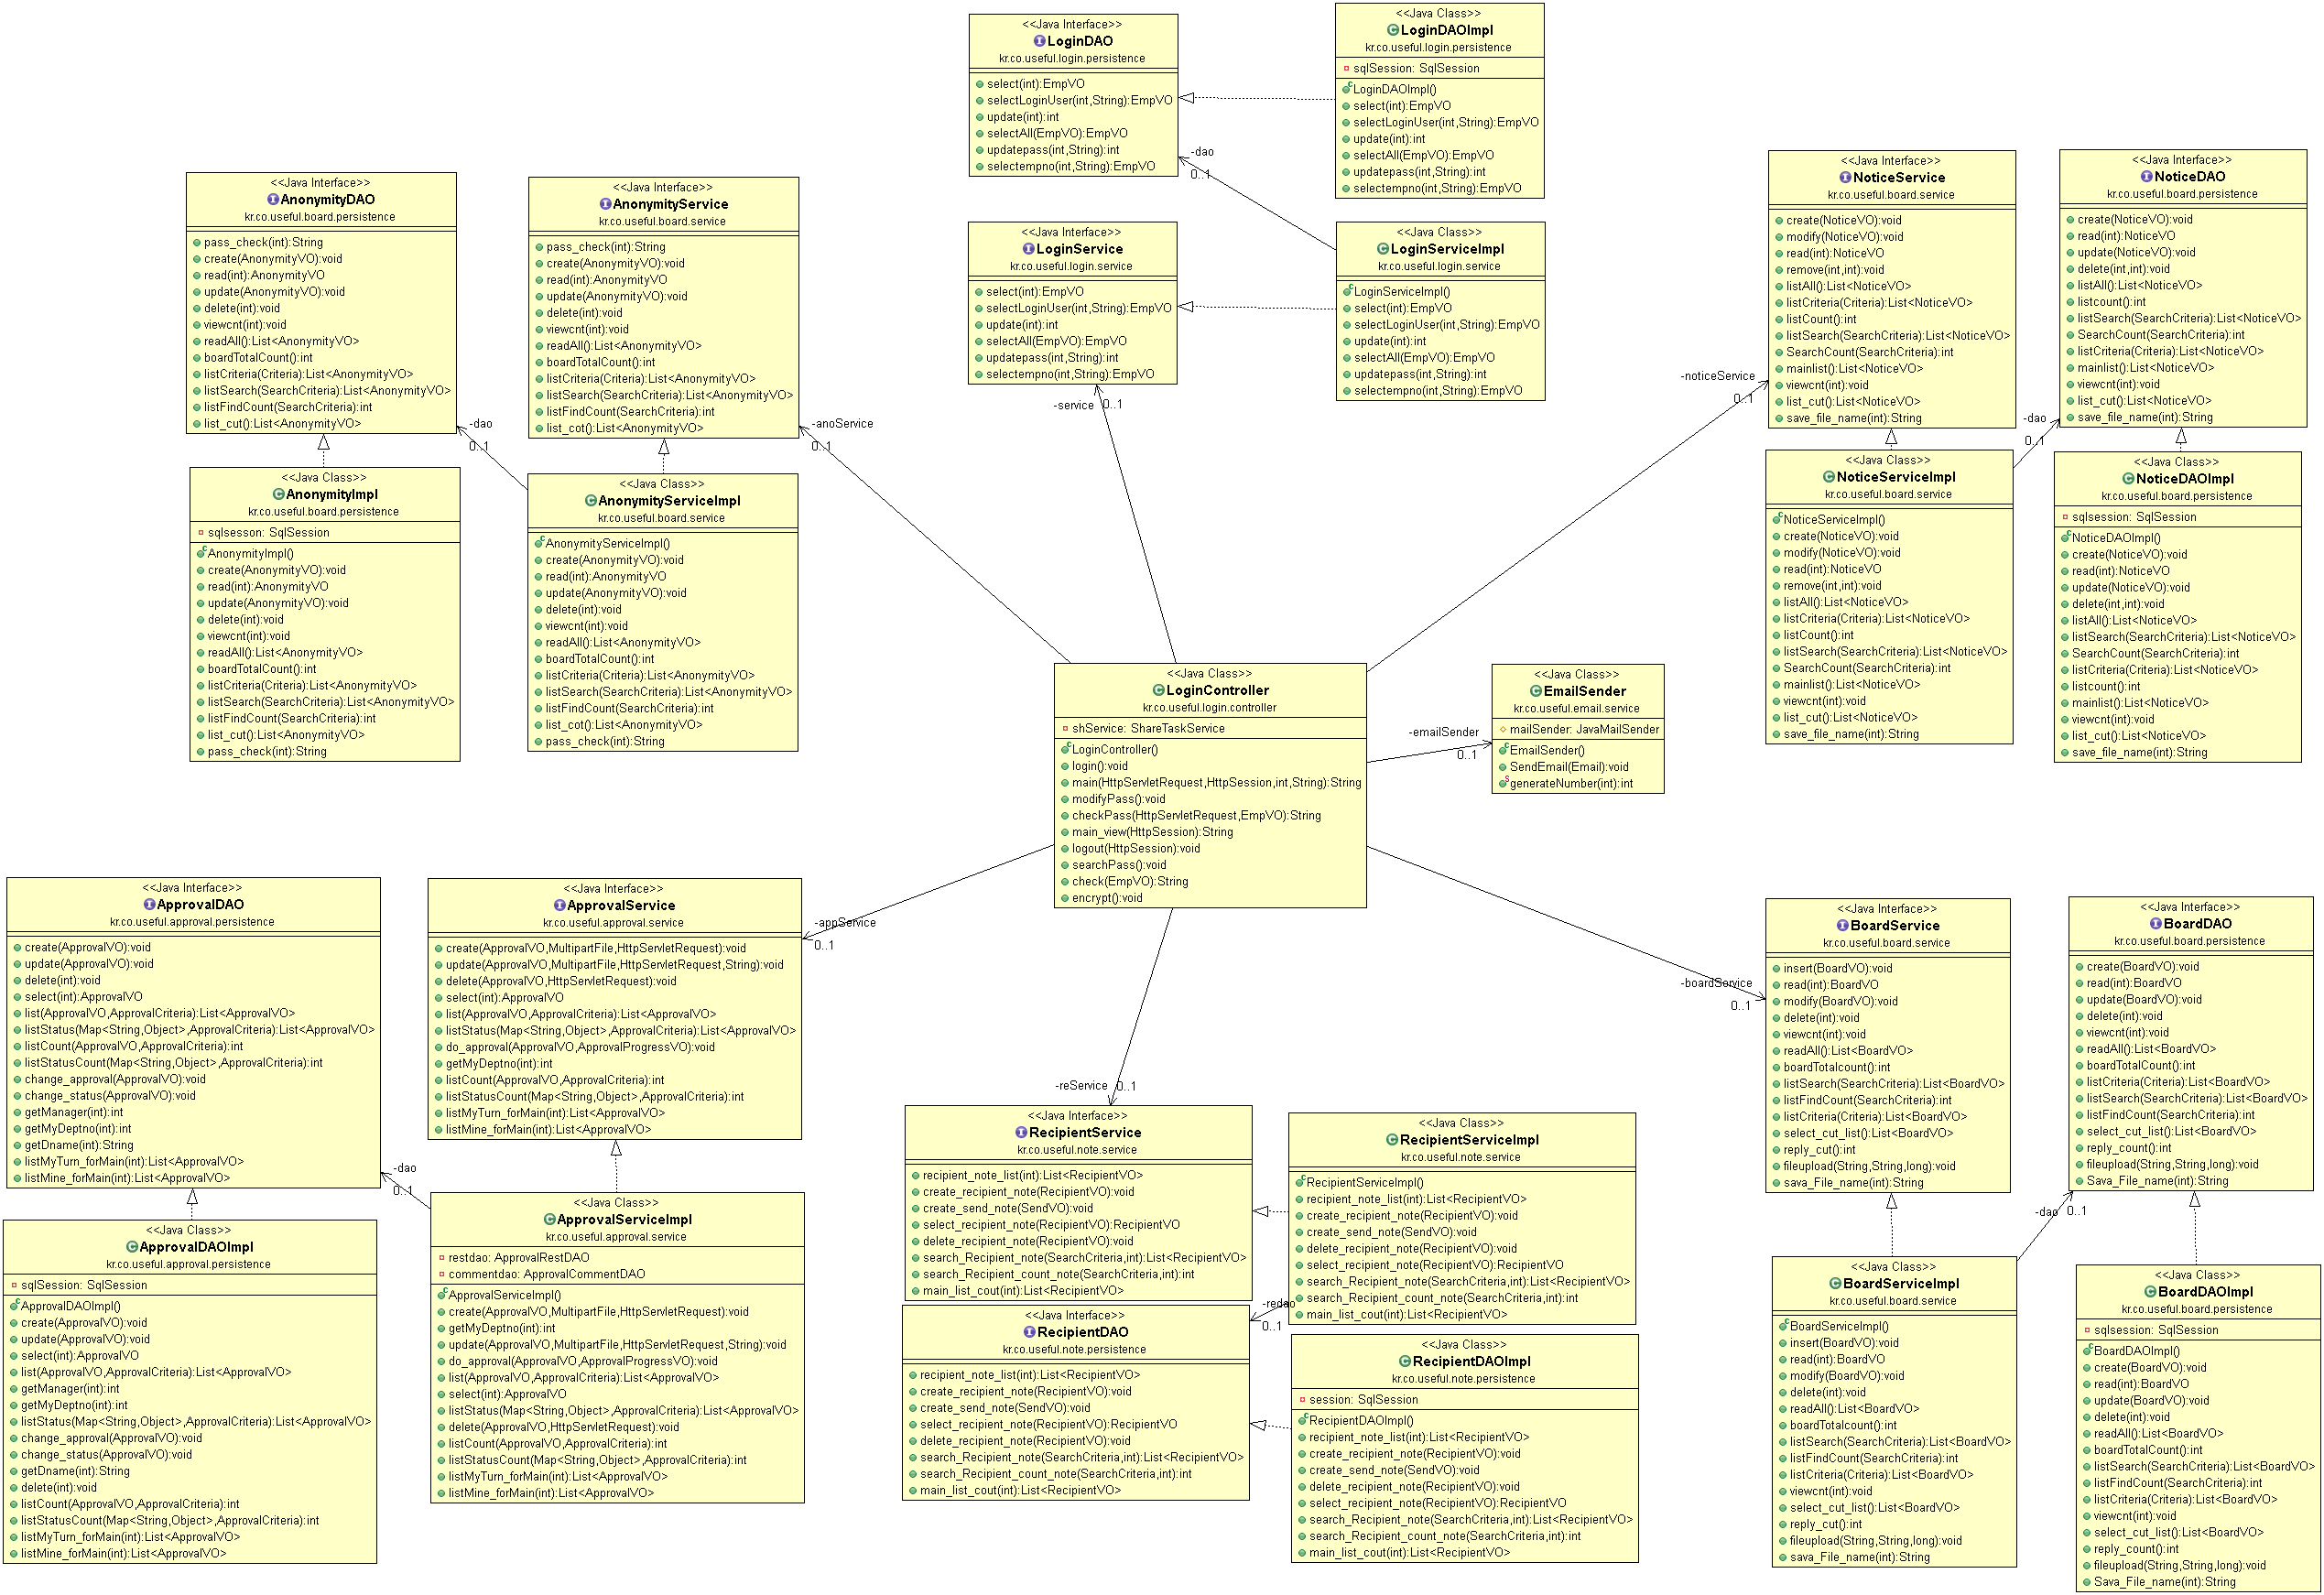 <<Java Interface>>
LoginDAO
kr.co.useful.login.persistence
select(int):EmpVO
selectLoginUser(int,String):EmpVO
update(int):int
selectAll(EmpVO):EmpVO
updatepass(int,String):int
selectempno(int,String):EmpVO
<<Java Class>>
LoginDAOImpl
kr.co.useful.login.persistence
sqlSession: SqlSession
LoginDAOImpl()
select(int):EmpVO
selectLoginUser(int,String):EmpVO
update(int):int
selectAll(EmpVO):EmpVO
updatepass(int,String):int
selectempno(int,String):EmpVO
-dao
0..1
<<Java Interface>>
LoginService
kr.co.useful.login.service
select(int):EmpVO
selectLoginUser(int,String):EmpVO
update(int):int
selectAll(EmpVO):EmpVO
updatepass(int,String):int
selectempno(int,String):EmpVO
<<Java Class>>
LoginServiceImpl
kr.co.useful.login.service
LoginServiceImpl()
select(int):EmpVO
selectLoginUser(int,String):EmpVO
update(int):int
selectAll(EmpVO):EmpVO
updatepass(int,String):int
selectempno(int,String):EmpVO
-service
0..1
<<Java Interface>>
AnonymityDAO
kr.co.useful.board.persistence
pass_check(int):String
create(AnonymityVO):void
read(int):AnonymityVO
update(AnonymityVO):void
delete(int):void
viewcnt(int):void
readAll():List<AnonymityVO>
boardTotalCount():int
listCriteria(Criteria):List<AnonymityVO>
listSearch(SearchCriteria):List<AnonymityVO>
listFindCount(SearchCriteria):int
list_cut():List<AnonymityVO>
<<Java Interface>>
AnonymityService
kr.co.useful.board.service
pass_check(int):String
create(AnonymityVO):void
read(int):AnonymityVO
update(AnonymityVO):void
delete(int):void
viewcnt(int):void
readAll():List<AnonymityVO>
boardTotalCount():int
listCriteria(Criteria):List<AnonymityVO>
listSearch(SearchCriteria):List<AnonymityVO>
listFindCount(SearchCriteria):int
list_cot():List<AnonymityVO>
-dao
0..1
-anoService
0..1
<<Java Class>>
AnonymityImpl
kr.co.useful.board.persistence
sqlsesson: SqlSession
AnonymityImpl()
create(AnonymityVO):void
read(int):AnonymityVO
update(AnonymityVO):void
delete(int):void
viewcnt(int):void
readAll():List<AnonymityVO>
boardTotalCount():int
listCriteria(Criteria):List<AnonymityVO>
listSearch(SearchCriteria):List<AnonymityVO>
listFindCount(SearchCriteria):int
list_cut():List<AnonymityVO>
pass_check(int):String
<<Java Class>>
AnonymityServiceImpl
kr.co.useful.board.service
AnonymityServiceImpl()
create(AnonymityVO):void
read(int):AnonymityVO
update(AnonymityVO):void
delete(int):void
viewcnt(int):void
readAll():List<AnonymityVO>
boardTotalCount():int
listCriteria(Criteria):List<AnonymityVO>
listSearch(SearchCriteria):List<AnonymityVO>
listFindCount(SearchCriteria):int
list_cot():List<AnonymityVO>
pass_check(int):String
<<Java Interface>>
NoticeService
kr.co.useful.board.service
create(NoticeVO):void
modify(NoticeVO):void
read(int):NoticeVO
remove(int,int):void
listAll():List<NoticeVO>
listCriteria(Criteria):List<NoticeVO>
listCount():int
listSearch(SearchCriteria):List<NoticeVO>
SearchCount(SearchCriteria):int
mainlist():List<NoticeVO>
viewcnt(int):void
list_cut():List<NoticeVO>
save_file_name(int):String
<<Java Interface>>
NoticeDAO
kr.co.useful.board.persistence
create(NoticeVO):void
read(int):NoticeVO
update(NoticeVO):void
delete(int,int):void
listAll():List<NoticeVO>
listcount():int
listSearch(SearchCriteria):List<NoticeVO>
SearchCount(SearchCriteria):int
listCriteria(Criteria):List<NoticeVO>
mainlist():List<NoticeVO>
viewcnt(int):void
list_cut():List<NoticeVO>
save_file_name(int):String
-noticeService
0..1
-dao
0..1
<<Java Class>>
NoticeServiceImpl
kr.co.useful.board.service
NoticeServiceImpl()
create(NoticeVO):void
modify(NoticeVO):void
read(int):NoticeVO
remove(int,int):void
listAll():List<NoticeVO>
listCriteria(Criteria):List<NoticeVO>
listCount():int
listSearch(SearchCriteria):List<NoticeVO>
SearchCount(SearchCriteria):int
mainlist():List<NoticeVO>
viewcnt(int):void
list_cut():List<NoticeVO>
save_file_name(int):String
<<Java Class>>
NoticeDAOImpl
kr.co.useful.board.persistence
sqlsession: SqlSession
NoticeDAOImpl()
create(NoticeVO):void
read(int):NoticeVO
update(NoticeVO):void
delete(int,int):void
listAll():List<NoticeVO>
listSearch(SearchCriteria):List<NoticeVO>
SearchCount(SearchCriteria):int
listCriteria(Criteria):List<NoticeVO>
listcount():int
mainlist():List<NoticeVO>
viewcnt(int):void
list_cut():List<NoticeVO>
save_file_name(int):String
<<Java Class>>
LoginController
kr.co.useful.login.controller
shService: ShareTaskService
LoginController()
login():void
main(HttpServletRequest,HttpSession,int,String):String
modifyPass():void
checkPass(HttpServletRequest,EmpVO):String
main_view(HttpSession):String
logout(HttpSession):void
searchPass():void
check(EmpVO):String
encrypt():void
-emailSender
0..1
<<Java Class>>
EmailSender
kr.co.useful.email.service
mailSender: JavaMailSender
EmailSender()
SendEmail(Email):void
generateNumber(int):int
<<Java Interface>>
ApprovalDAO
kr.co.useful.approval.persistence
create(ApprovalVO):void
update(ApprovalVO):void
delete(int):void
select(int):ApprovalVO
list(ApprovalVO,ApprovalCriteria):List<ApprovalVO>
listStatus(Map<String,Object>,ApprovalCriteria):List<ApprovalVO>
listCount(ApprovalVO,ApprovalCriteria):int
listStatusCount(Map<String,Object>,ApprovalCriteria):int
change_approval(ApprovalVO):void
change_status(ApprovalVO):void
getManager(int):int
getMyDeptno(int):int
getDname(int):String
listMyTurn_forMain(int):List<ApprovalVO>
listMine_forMain(int):List<ApprovalVO>
<<Java Interface>>
ApprovalService
kr.co.useful.approval.service
create(ApprovalVO,MultipartFile,HttpServletRequest):void
update(ApprovalVO,MultipartFile,HttpServletRequest,String):void
delete(ApprovalVO,HttpServletRequest):void
select(int):ApprovalVO
list(ApprovalVO,ApprovalCriteria):List<ApprovalVO>
listStatus(Map<String,Object>,ApprovalCriteria):List<ApprovalVO>
do_approval(ApprovalVO,ApprovalProgressVO):void
getMyDeptno(int):int
listCount(ApprovalVO,ApprovalCriteria):int
listStatusCount(Map<String,Object>,ApprovalCriteria):int
listMyTurn_forMain(int):List<ApprovalVO>
listMine_forMain(int):List<ApprovalVO>
-appService
0..1
-dao
0..1
<<Java Class>>
ApprovalDAOImpl
kr.co.useful.approval.persistence
sqlSession: SqlSession
ApprovalDAOImpl()
create(ApprovalVO):void
update(ApprovalVO):void
select(int):ApprovalVO
list(ApprovalVO,ApprovalCriteria):List<ApprovalVO>
getManager(int):int
getMyDeptno(int):int
listStatus(Map<String,Object>,ApprovalCriteria):List<ApprovalVO>
change_approval(ApprovalVO):void
change_status(ApprovalVO):void
getDname(int):String
delete(int):void
listCount(ApprovalVO,ApprovalCriteria):int
listStatusCount(Map<String,Object>,ApprovalCriteria):int
listMyTurn_forMain(int):List<ApprovalVO>
listMine_forMain(int):List<ApprovalVO>
<<Java Class>>
ApprovalServiceImpl
kr.co.useful.approval.service
restdao: ApprovalRestDAO
commentdao: ApprovalCommentDAO
ApprovalServiceImpl()
create(ApprovalVO,MultipartFile,HttpServletRequest):void
getMyDeptno(int):int
update(ApprovalVO,MultipartFile,HttpServletRequest,String):void
do_approval(ApprovalVO,ApprovalProgressVO):void
list(ApprovalVO,ApprovalCriteria):List<ApprovalVO>
select(int):ApprovalVO
listStatus(Map<String,Object>,ApprovalCriteria):List<ApprovalVO>
delete(ApprovalVO,HttpServletRequest):void
listCount(ApprovalVO,ApprovalCriteria):int
listStatusCount(Map<String,Object>,ApprovalCriteria):int
listMyTurn_forMain(int):List<ApprovalVO>
listMine_forMain(int):List<ApprovalVO>
-reService
0..1
<<Java Interface>>
RecipientService
kr.co.useful.note.service
recipient_note_list(int):List<RecipientVO>
create_recipient_note(RecipientVO):void
create_send_note(SendVO):void
select_recipient_note(RecipientVO):RecipientVO
delete_recipient_note(RecipientVO):void
search_Recipient_note(SearchCriteria,int):List<RecipientVO>
search_Recipient_count_note(SearchCriteria,int):int
main_list_cout(int):List<RecipientVO>
<<Java Class>>
RecipientServiceImpl
kr.co.useful.note.service
RecipientServiceImpl()
recipient_note_list(int):List<RecipientVO>
create_recipient_note(RecipientVO):void
create_send_note(SendVO):void
delete_recipient_note(RecipientVO):void
select_recipient_note(RecipientVO):RecipientVO
search_Recipient_note(SearchCriteria,int):List<RecipientVO>
search_Recipient_count_note(SearchCriteria,int):int
main_list_cout(int):List<RecipientVO>
-redao
0..1
<<Java Interface>>
RecipientDAO
kr.co.useful.note.persistence
recipient_note_list(int):List<RecipientVO>
create_recipient_note(RecipientVO):void
create_send_note(SendVO):void
select_recipient_note(RecipientVO):RecipientVO
delete_recipient_note(RecipientVO):void
search_Recipient_note(SearchCriteria,int):List<RecipientVO>
search_Recipient_count_note(SearchCriteria,int):int
main_list_cout(int):List<RecipientVO>
<<Java Class>>
RecipientDAOImpl
kr.co.useful.note.persistence
session: SqlSession
RecipientDAOImpl()
recipient_note_list(int):List<RecipientVO>
create_recipient_note(RecipientVO):void
create_send_note(SendVO):void
delete_recipient_note(RecipientVO):void
select_recipient_note(RecipientVO):RecipientVO
search_Recipient_note(SearchCriteria,int):List<RecipientVO>
search_Recipient_count_note(SearchCriteria,int):int
main_list_cout(int):List<RecipientVO>
-boardService
0..1
<<Java Interface>>
BoardService
kr.co.useful.board.service
insert(BoardVO):void
read(int):BoardVO
modify(BoardVO):void
delete(int):void
viewcnt(int):void
readAll():List<BoardVO>
boardTotalcount():int
listSearch(SearchCriteria):List<BoardVO>
listFindCount(SearchCriteria):int
listCriteria(Criteria):List<BoardVO>
select_cut_list():List<BoardVO>
reply_cut():int
fileupload(String,String,long):void
sava_File_name(int):String
<<Java Interface>>
BoardDAO
kr.co.useful.board.persistence
create(BoardVO):void
read(int):BoardVO
update(BoardVO):void
delete(int):void
viewcnt(int):void
readAll():List<BoardVO>
boardTotalCount():int
listCriteria(Criteria):List<BoardVO>
listSearch(SearchCriteria):List<BoardVO>
listFindCount(SearchCriteria):int
select_cut_list():List<BoardVO>
reply_count():int
fileupload(String,String,long):void
Sava_File_name(int):String
-dao
0..1
<<Java Class>>
BoardServiceImpl
kr.co.useful.board.service
BoardServiceImpl()
insert(BoardVO):void
read(int):BoardVO
modify(BoardVO):void
delete(int):void
readAll():List<BoardVO>
boardTotalcount():int
listSearch(SearchCriteria):List<BoardVO>
listFindCount(SearchCriteria):int
listCriteria(Criteria):List<BoardVO>
viewcnt(int):void
select_cut_list():List<BoardVO>
reply_cut():int
fileupload(String,String,long):void
sava_File_name(int):String
<<Java Class>>
BoardDAOImpl
kr.co.useful.board.persistence
sqlsession: SqlSession
BoardDAOImpl()
create(BoardVO):void
read(int):BoardVO
update(BoardVO):void
delete(int):void
readAll():List<BoardVO>
boardTotalCount():int
listSearch(SearchCriteria):List<BoardVO>
listFindCount(SearchCriteria):int
listCriteria(Criteria):List<BoardVO>
viewcnt(int):void
select_cut_list():List<BoardVO>
reply_count():int
fileupload(String,String,long):void
Sava_File_name(int):String